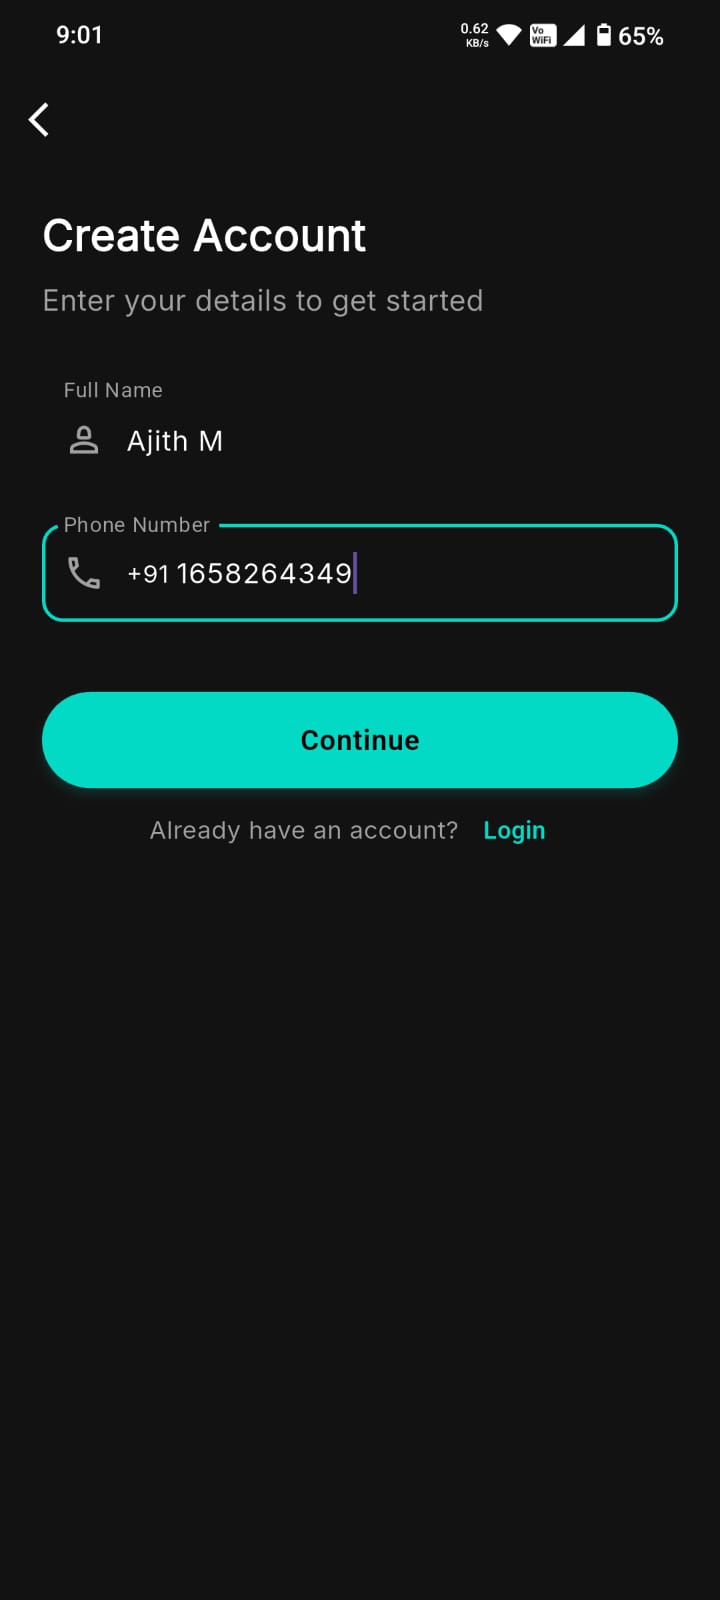 9:01
0.62
KB/s
Vo
WiFi
65%
Create Account
Enter your details to get started
Full Name
Ajith M
Phone Number
+91 1658264349
Continue
Already have an account? Login